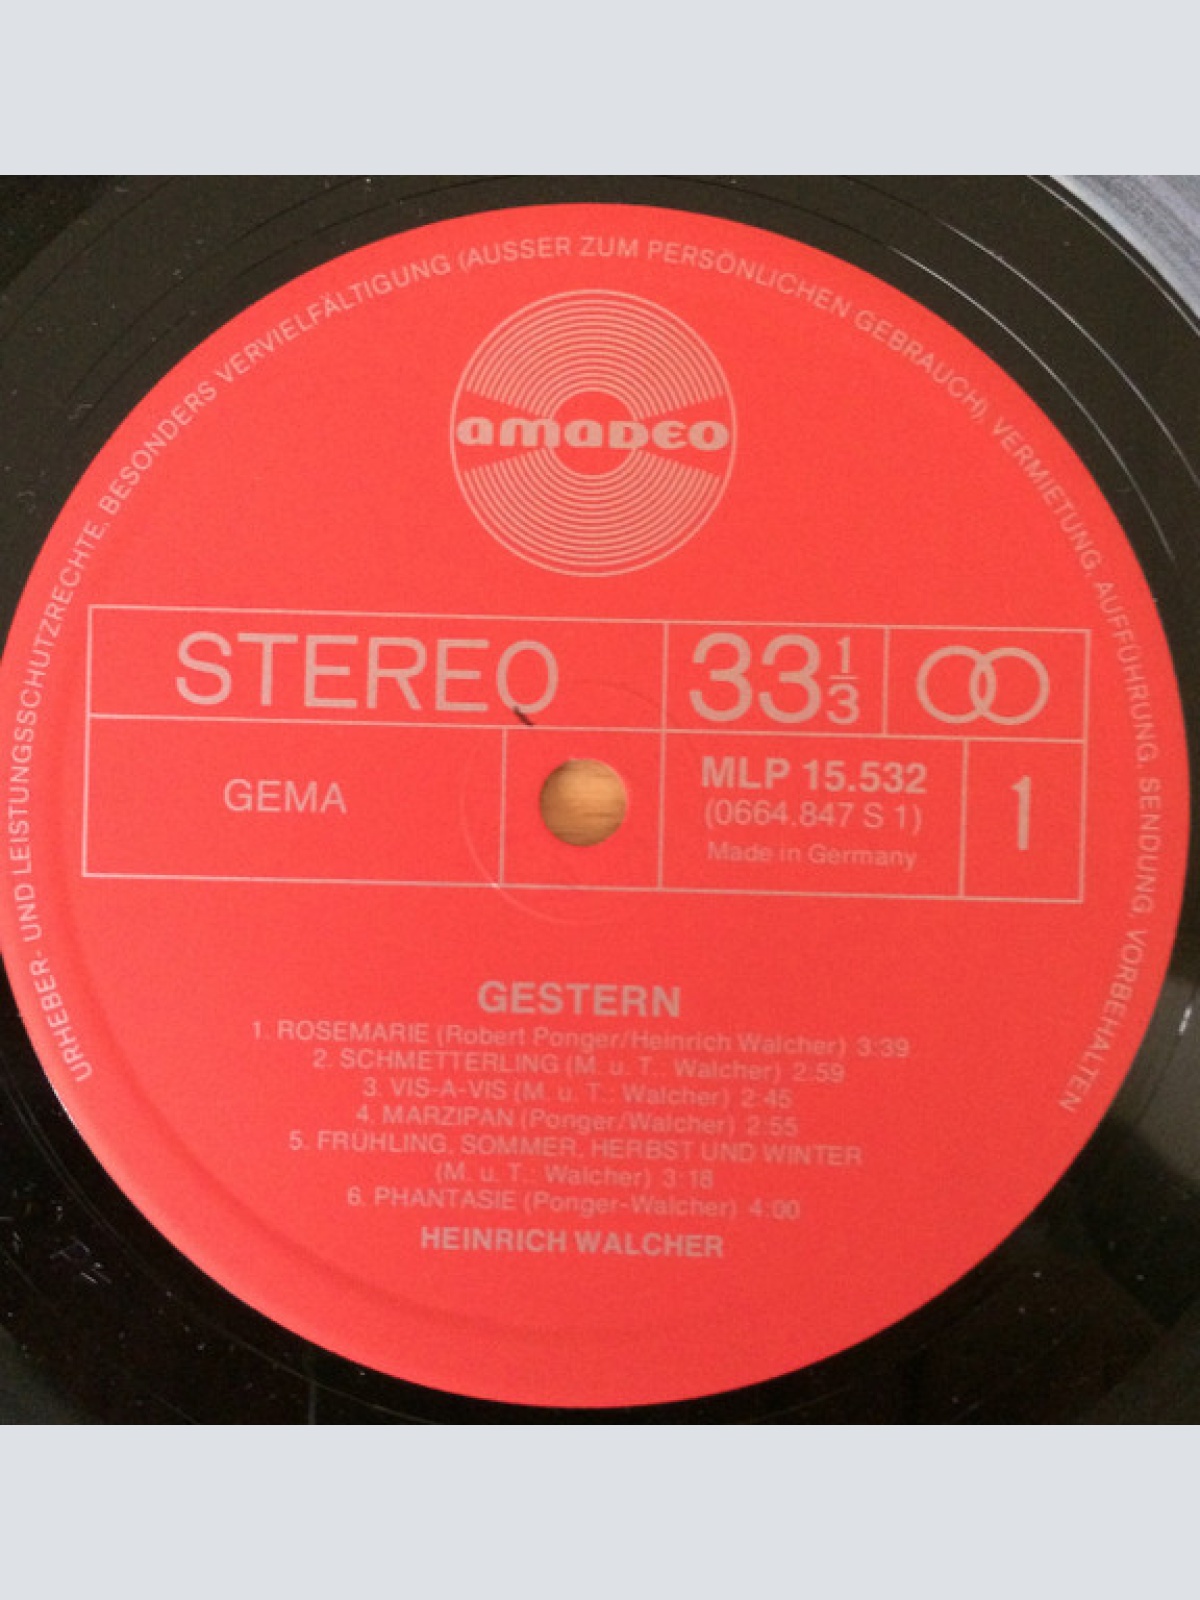 URHEBER- UND LEISTUNGSSCHUTZRECHTE, BESONDERS VERVIELFÄLTIGUNG (AUSSER ZUM PERSÖNLICHEN GEBRAUCH), VERMIETUNG, AUFFÜHRUNG, SENDUNG, VORBEHALTEN
amadeo
STEREO
33 1/3
GEMA
MLP 15.532
(0664.847 S 1)
Made in Germany
1
GESTERN
1. ROSEMARIE (Robert Ponger/Heinrich Walcher) 3:39
2. SCHMETTERLING (M. u. T.: Walcher) 2:59
3. VIS-A-VIS (M. u. T.: Walcher) 2:45
4. MARZIPAN (Ponger/Walcher) 2:55
5. FRÜHLING, SOMMER, HERBST UND WINTER
(M. u. T.: Walcher) 3:18
6. PHANTASIE (Ponger-Walcher) 4:00
HEINRICH WALCHER